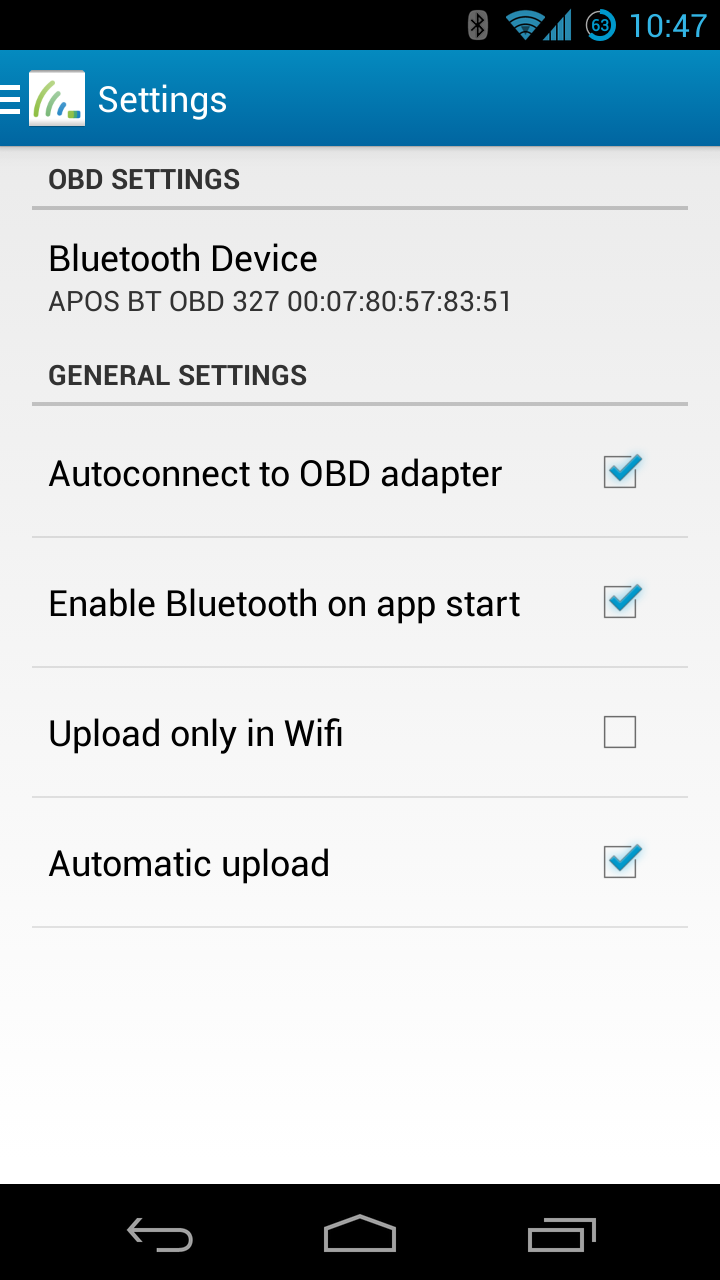 63 10:47
Settings
OBD SETTINGS
Bluetooth Device
APOS BT OBD 327 00:07:80:57:83:51
GENERAL SETTINGS
Autoconnect to OBD adapter
Enable Bluetooth on app start
Upload only in Wifi
Automatic upload